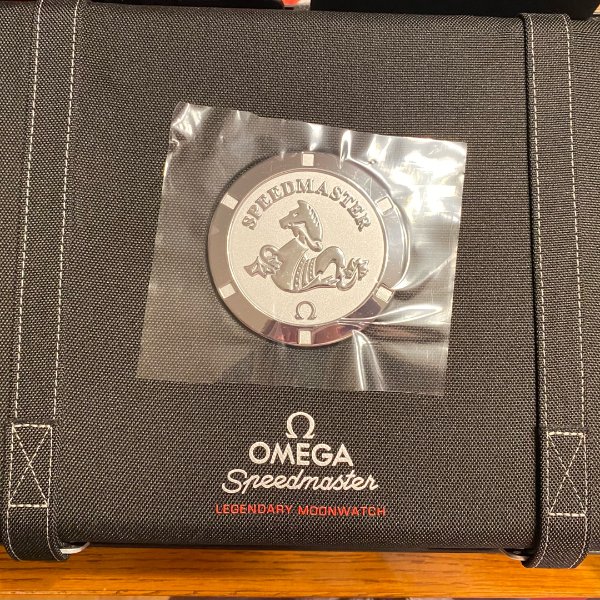 SPEEDMASTER
Ω
Ω
OMEGA
Speedmaster
LEGENDARY MOONWATCH